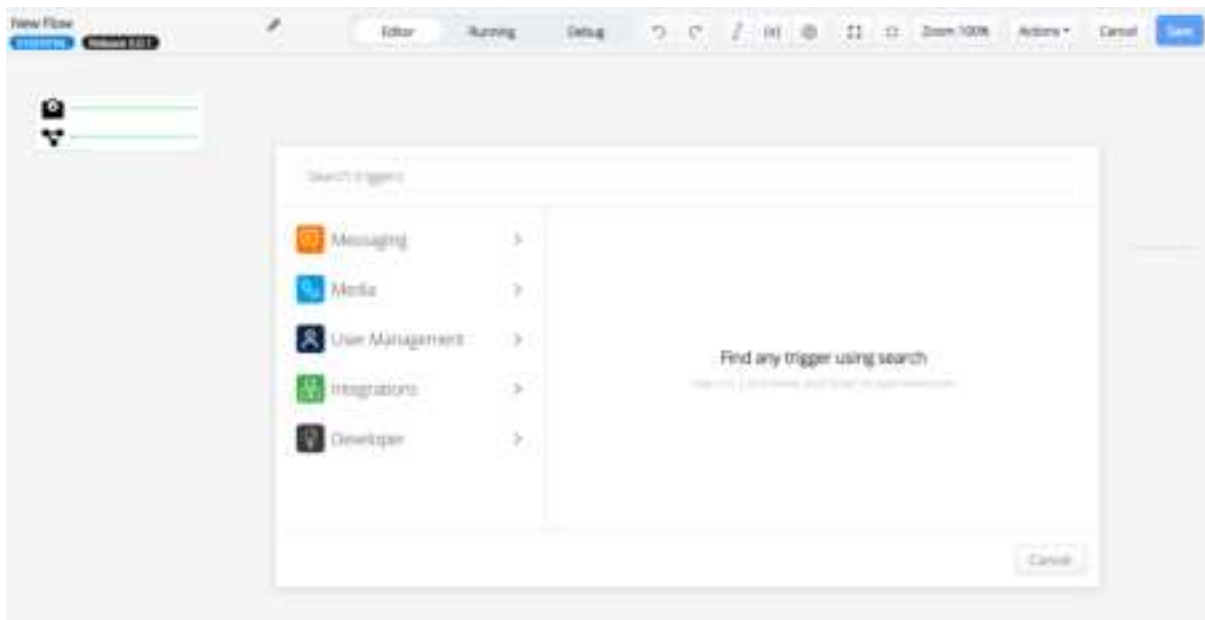 New Flow
Editor
Running
Debug
Zoom 100%
Actions
Cancel
Save
Search triggers
Messaging
Media
User Management
Integrations
Developer
Find any trigger using search
Cancel